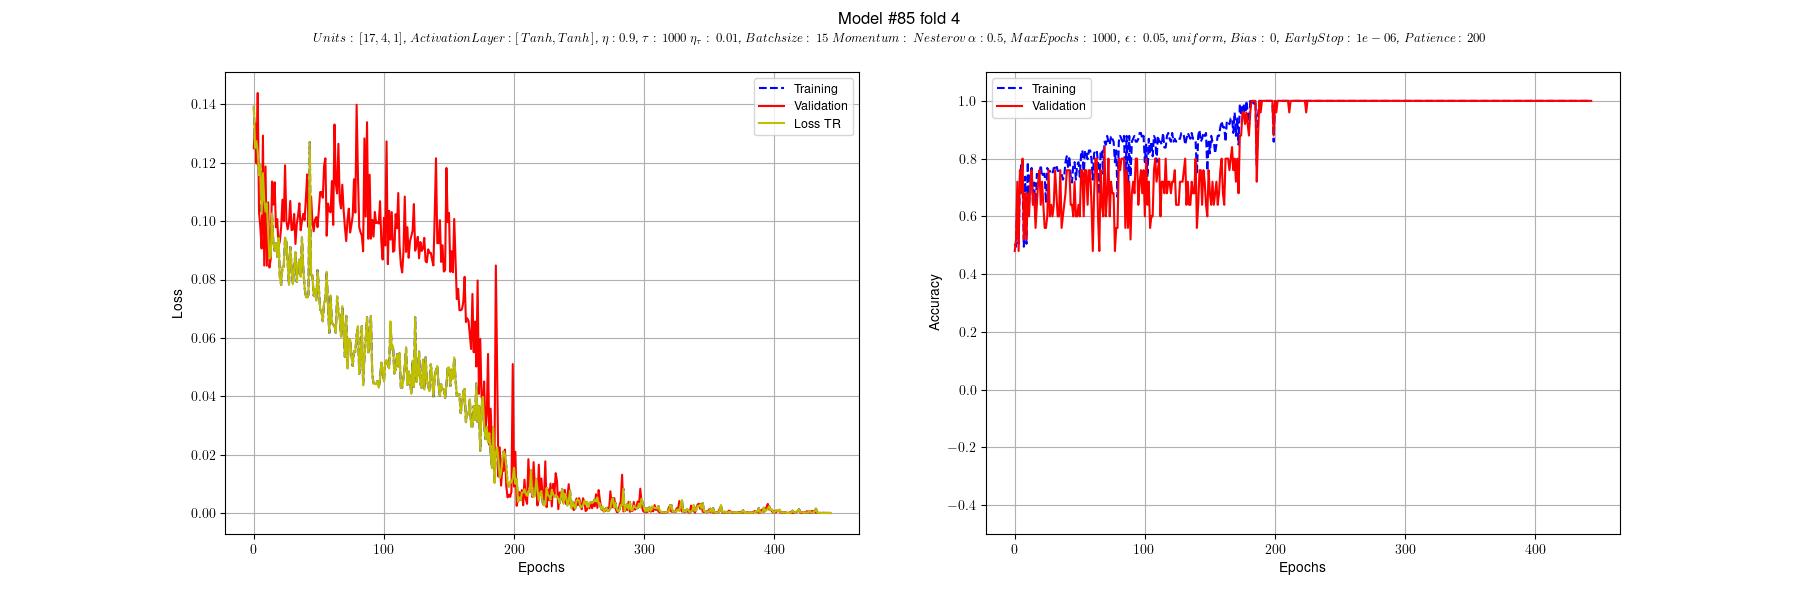 Model #85 fold 4
Units : [17, 4, 1], ActivationLayer : [Tanh, Tanh], η : 0.9, τ : 1000 η_τ : 0.01, Batchsize : 15 Momentum : Nesterov α : 0.5, MaxEpochs : 1000, ϵ : 0.05, uniform, Bias : 0, EarlyStop : 1e − 06, Patience : 200
Training
Validation
Loss TR
0.14
0.12
0.10
0.08
0.06
0.04
0.02
0.00
Loss
0 100 200 300 400
Epochs
Training
Validation
1.0
0.8
0.6
0.4
0.2
0.0
−0.2
−0.4
Accuracy
0 100 200 300 400
Epochs